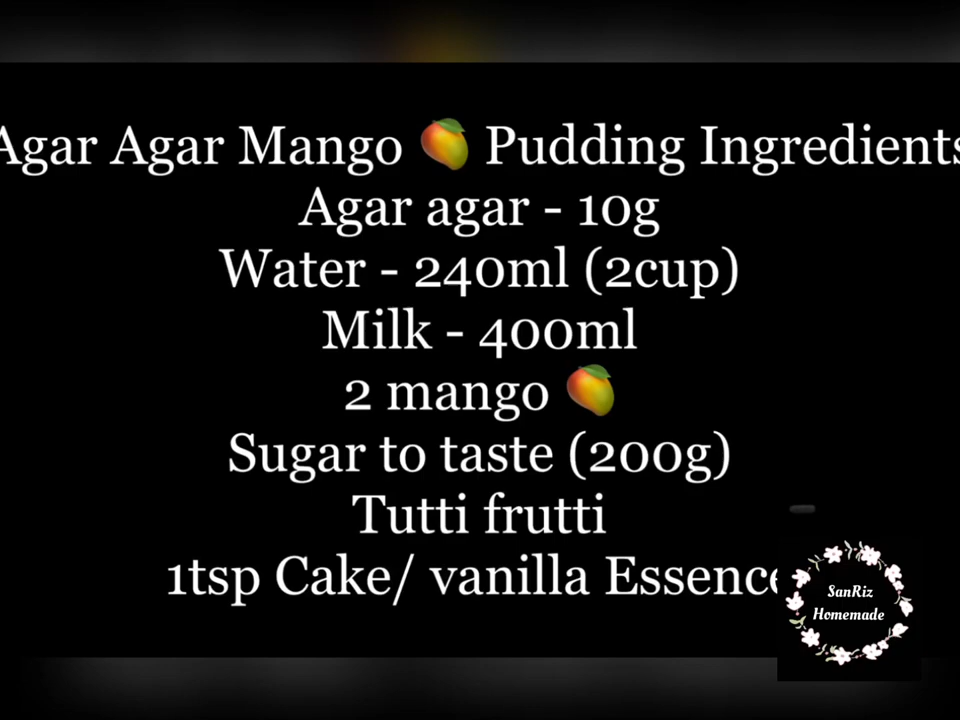 Agar Agar Mango 🥭 Pudding Ingredients
Agar agar - 10g
Water - 240ml (2cup)
Milk - 400ml
2 mango 🥭
Sugar to taste (200g)
Tutti frutti
1tsp Cake/ vanilla Essence
SanRiz
Homemade